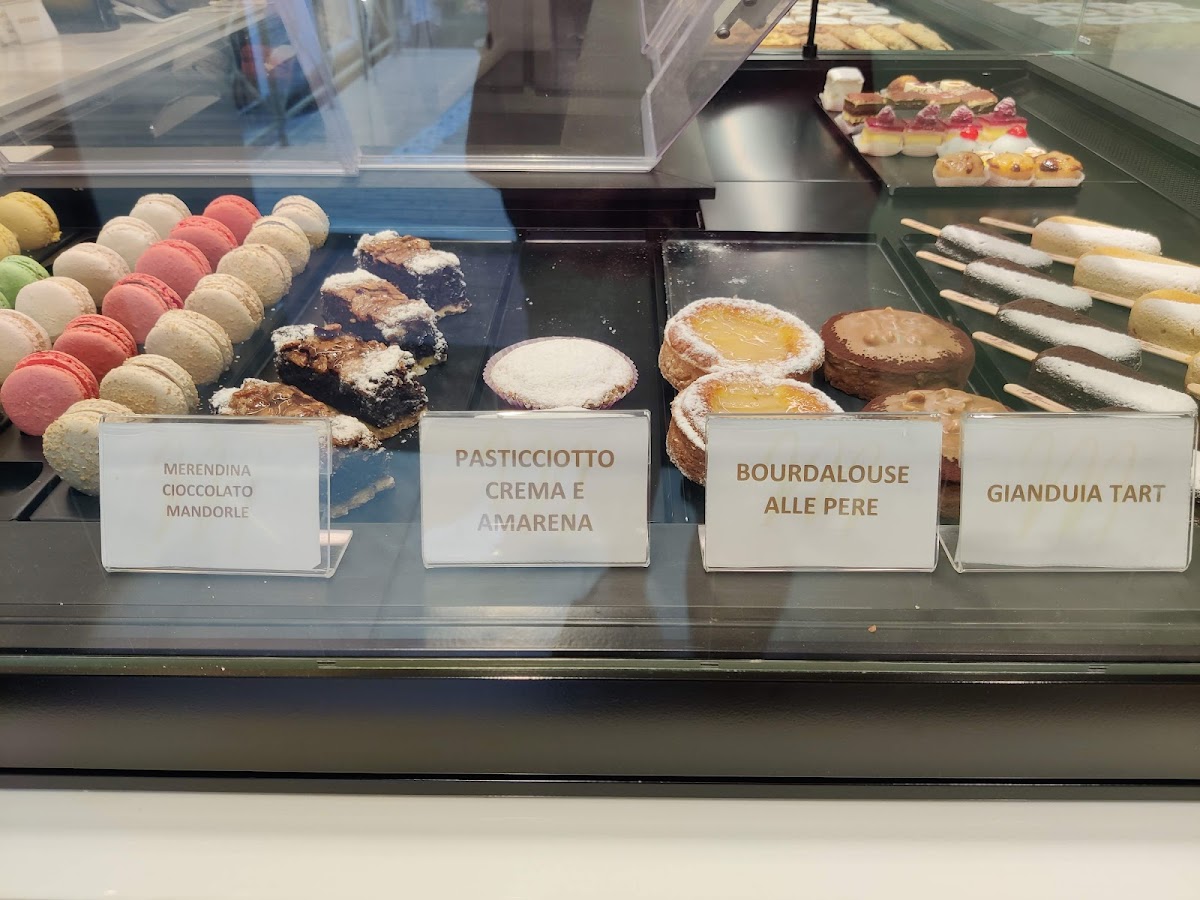 MERENDINA
CIOCCOLATO
MANDORLE
PASTICCIOTTO
CREMA E
AMARENA
BOURDALOUSE
ALLE PERE
GIANDUIA TART